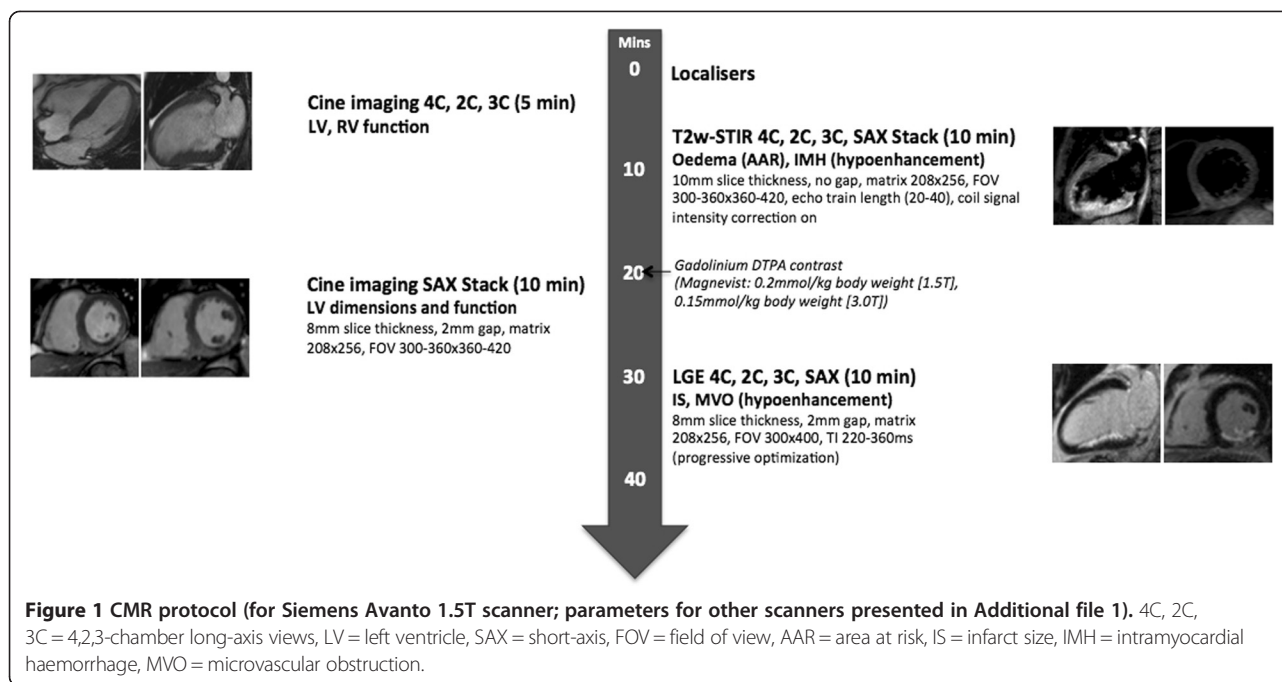 Mins
0
Localisers
Cine imaging 4C, 2C, 3C (5 min)
LV, RV function
T2w-STIR 4C, 2C, 3C, SAX Stack (10 min)
Oedema (AAR), IMH (hypoenhancement)
10mm slice thickness, no gap, matrix 208x256, FOV
300-360x360-420, echo train length (20-40), coil signal
intensity correction on
10
20
Gadolinium DTPA contrast
(Magnevist: 0.2mmol/kg body weight [1.5T],
0.15mmol/kg body weight [3.0T])
Cine imaging SAX Stack (10 min)
LV dimensions and function
8mm slice thickness, 2mm gap, matrix
208x256, FOV 300-360x360-420
30
LGE 4C, 2C, 3C, SAX (10 min)
IS, MVO (hypoenhancement)
8mm slice thickness, 2mm gap, matrix
208x256, FOV 300x400, TI 220-360ms
(progressive optimization)
40
Figure 1 CMR protocol (for Siemens Avanto 1.5T scanner; parameters for other scanners presented in Additional file 1). 4C, 2C,
3C = 4,2,3-chamber long-axis views, LV = left ventricle, SAX = short-axis, FOV = field of view, AAR = area at risk, IS = infarct size, IMH = intramyocardial
haemorrhage, MVO = microvascular obstruction.